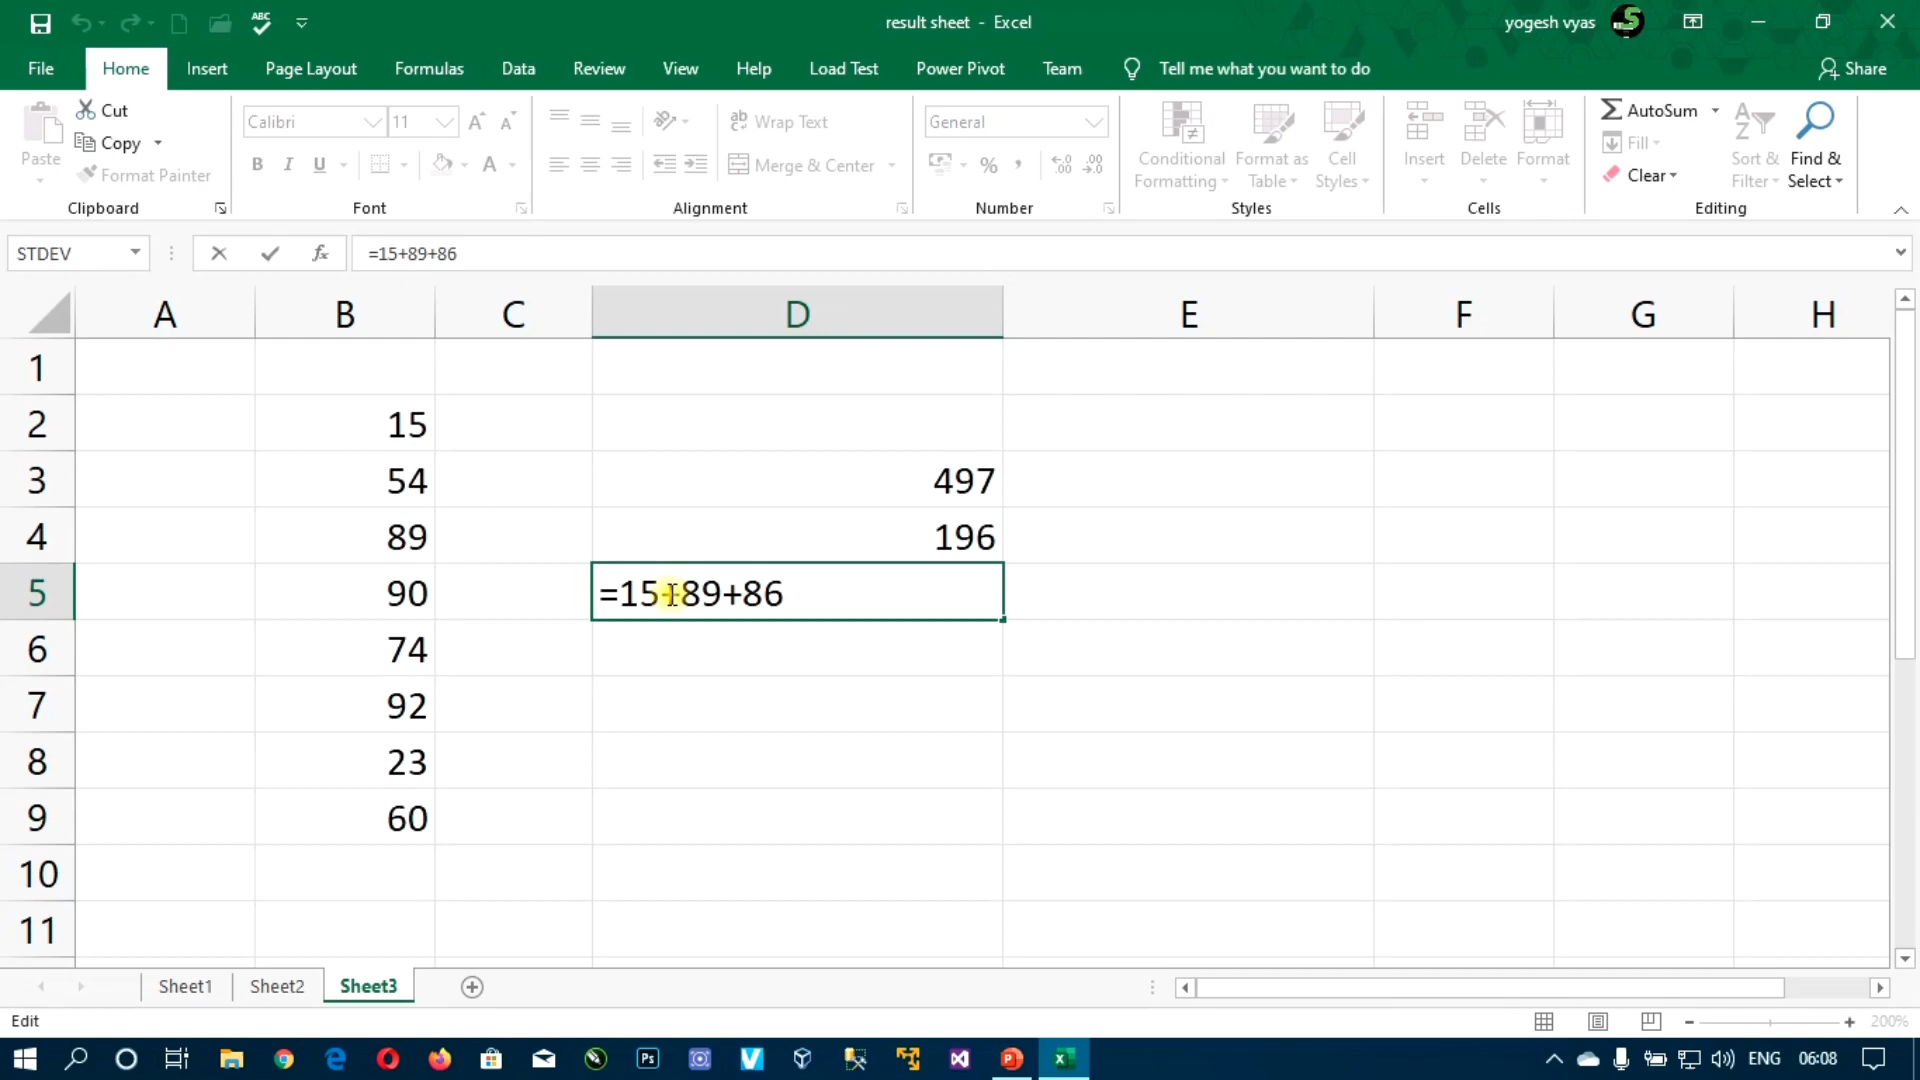 result sheet - Excel
yogesh vyas
File Home Insert Page Layout Formulas Data Review View Help Load Test Power Pivot Team Tell me what you want to do Share
Paste
Cut
Copy
Format Painter
Clipboard
Calibri 11
B I U A
Font
ab Wrap Text
Merge & Center
Alignment
General
% ,
Number
Conditional Formatting
Format as Table
Cell Styles
Styles
Insert Delete Format
Cells
AutoSum
Fill
Clear
Sort & Filter
Find & Select
Editing
STDEV fx =15+89+86
A B C D E F G H
1
2 15
3 54 497
4 89 196
5 90 =15+89+86
6 74
7 92
8 23
9 60
10
11
Sheet1 Sheet2 Sheet3
Edit 200%
ENG 06:08